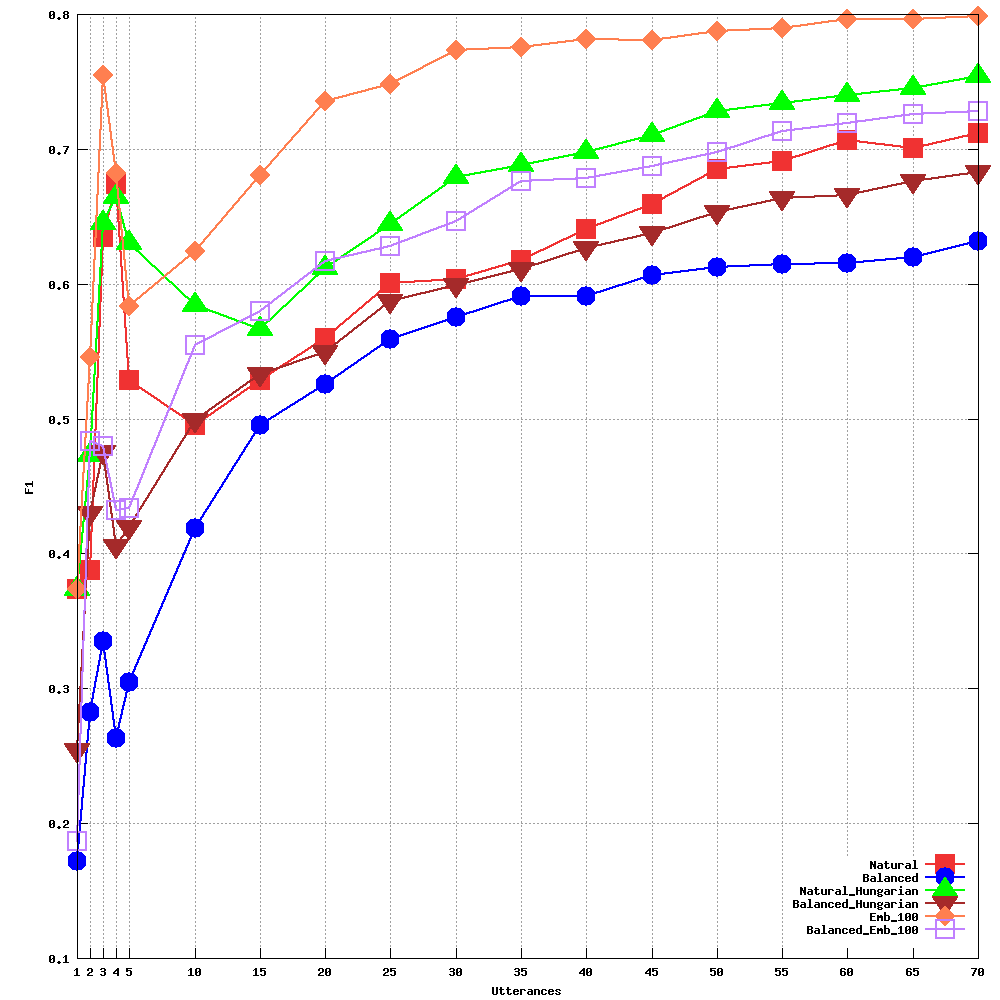 0.8
0.7
0.6
0.5
0.4
0.3
0.2
0.1
F1
1 2 3 4 5 10 15 20 25 30 35 40 45 50 55 60 65 70
Utterances
Natural
Balanced
Natural_Hungarian
Balanced_Hungarian
Emb_100
Balanced_Emb_100